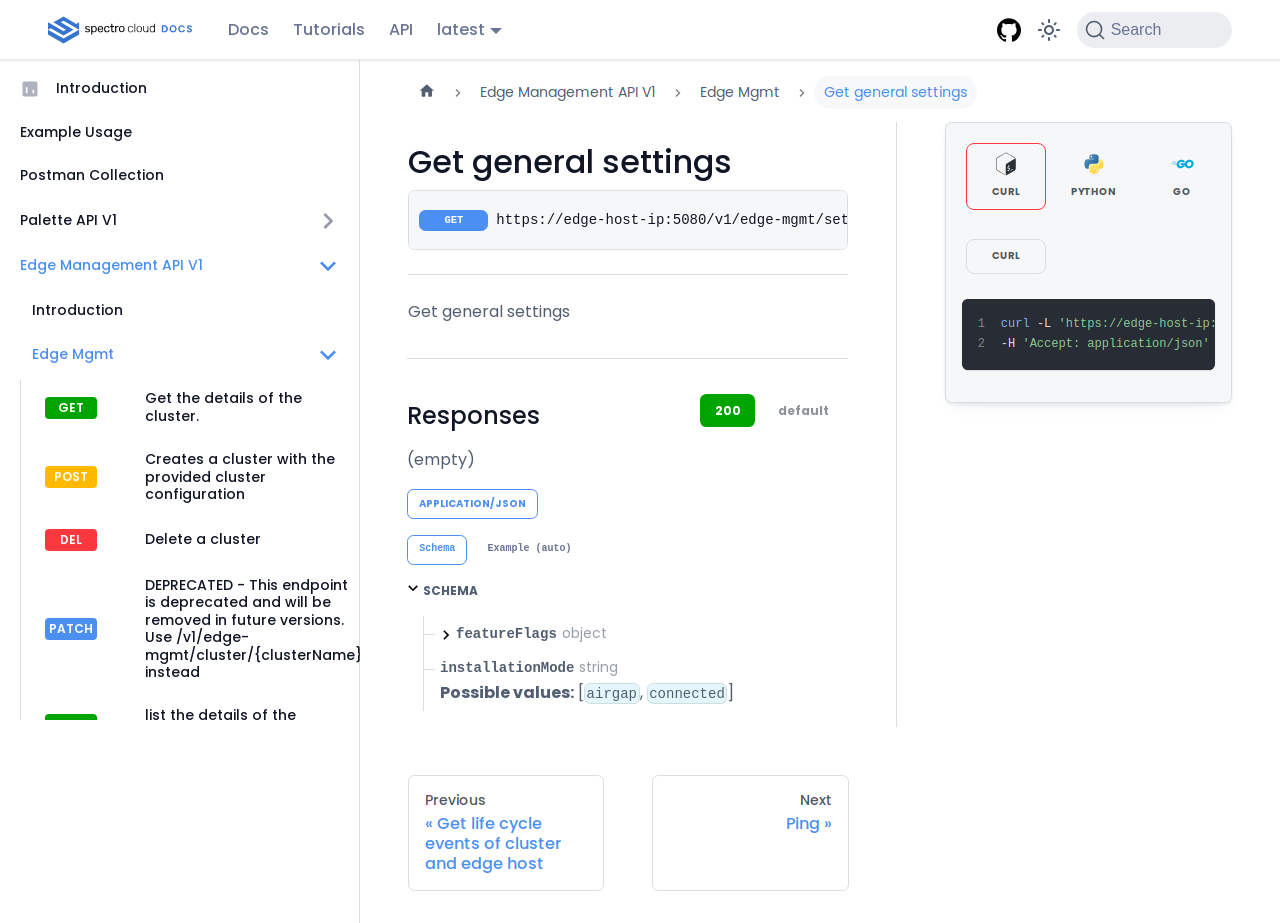 spectro cloud DOCS
Docs
Tutorials
API
latest
Search
Introduction
Example Usage
Postman Collection
Palette API V1
Edge Management API V1
Introduction
Edge Mgmt
GET
Get the details of the
cluster.
POST
Creates a cluster with the
provided cluster
configuration
DEL
Delete a cluster
PATCH
DEPRECATED - This endpoint
is deprecated and will be
removed in future versions.
Use /v1/edge-
mgmt/cluster/{clusterName}
instead
list the details of the
Edge Management API V1
Edge Mgmt
Get general settings
Get general settings
GET https://edge-host-ip:5080/v1/edge-mgmt/set
Get general settings
Responses
200
default
(empty)
APPLICATION/JSON
Schema
Example (auto)
SCHEMA
featureFlags object
installationMode string
Possible values: [airgap, connected]
Previous
« Get life cycle
events of cluster
and edge host
Next
Ping »
CURL
PYTHON
GO
CURL
1 curl -L 'https://edge-host-ip:
2 -H 'Accept: application/json'